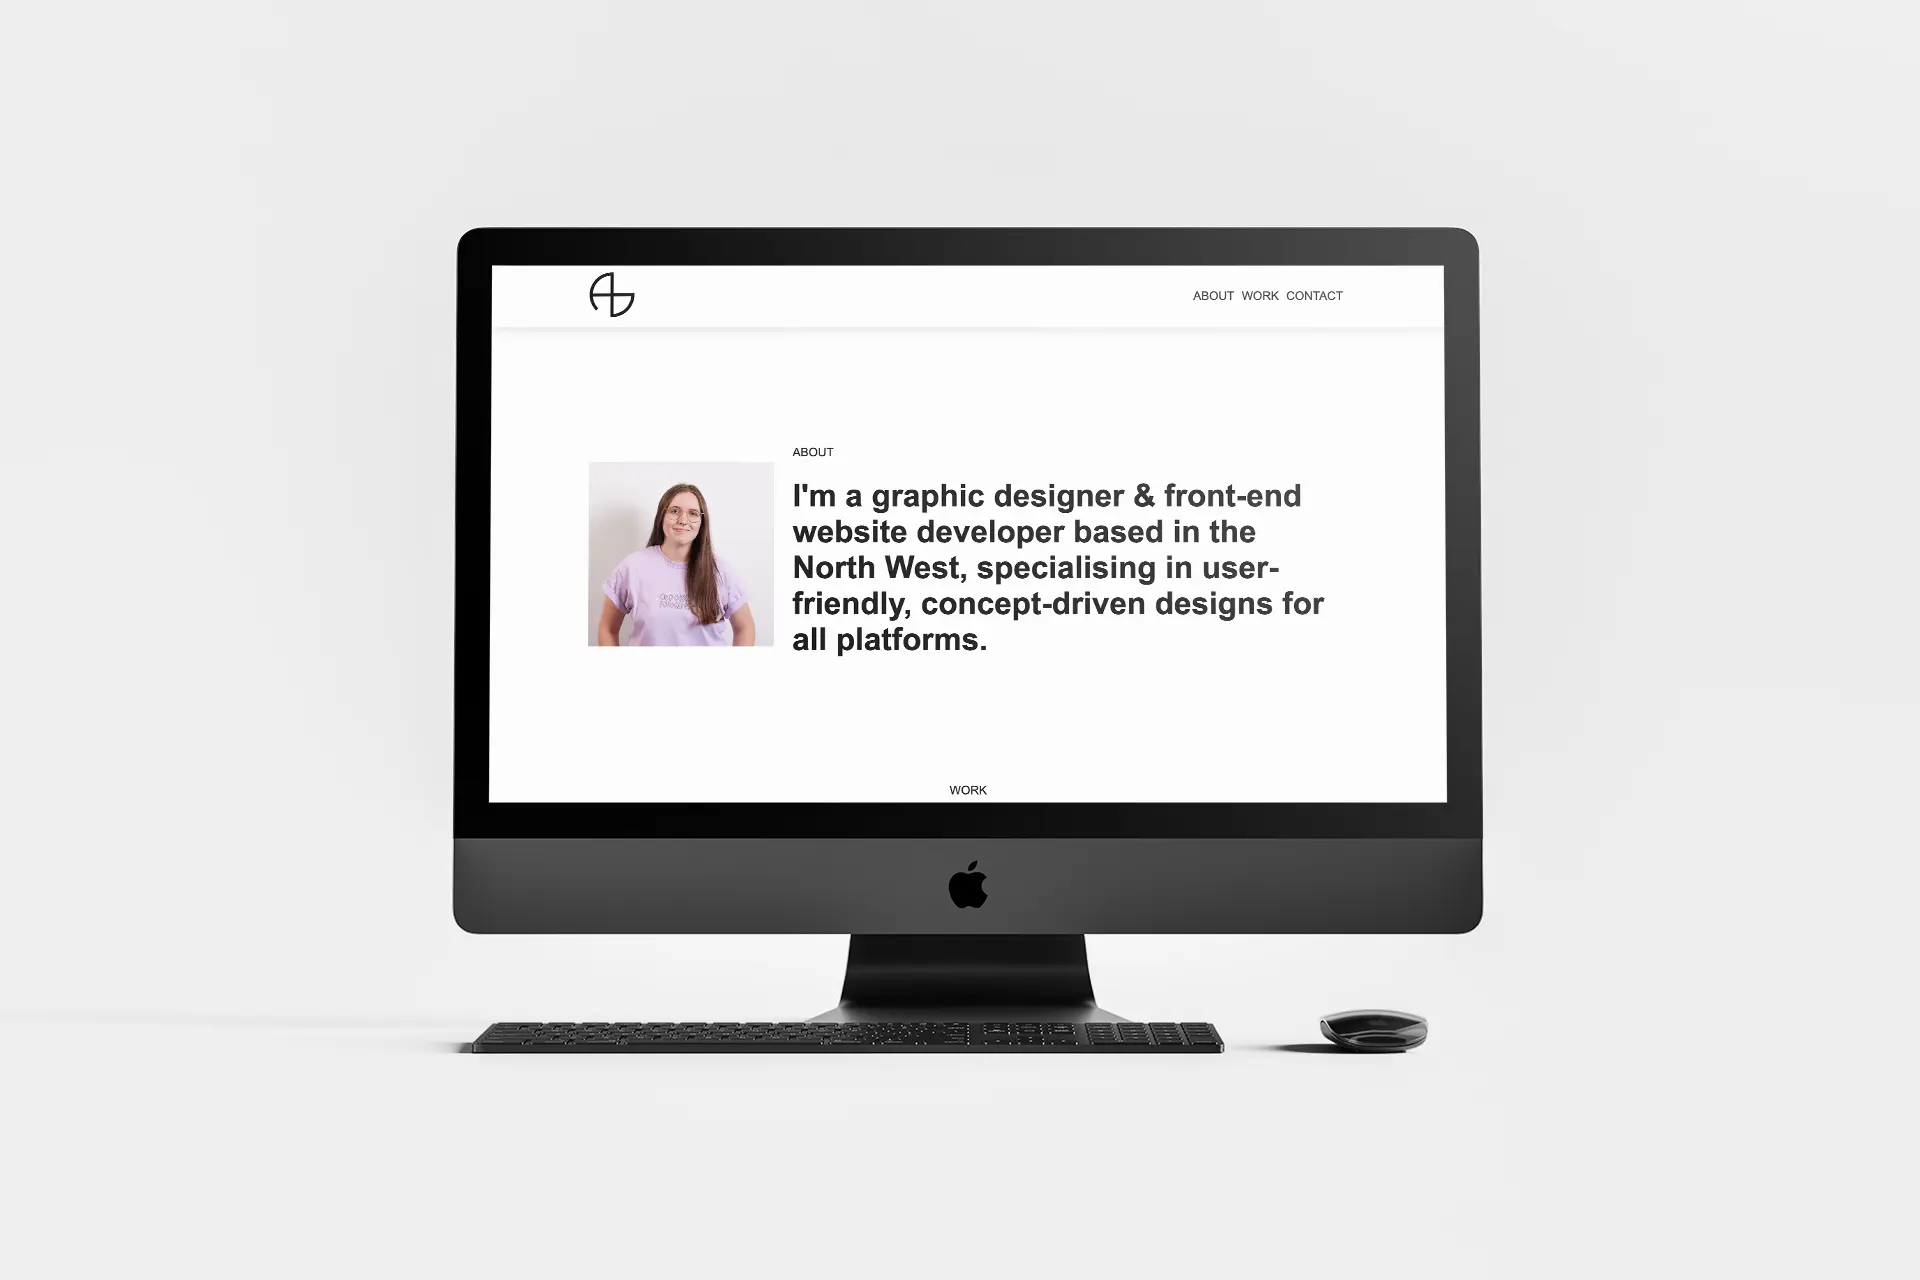 ABOUT WORK CONTACT
ABOUT
I'm a graphic designer & front-end
website developer based in the
North West, specialising in user-
friendly, concept-driven designs for
all platforms.
WORK